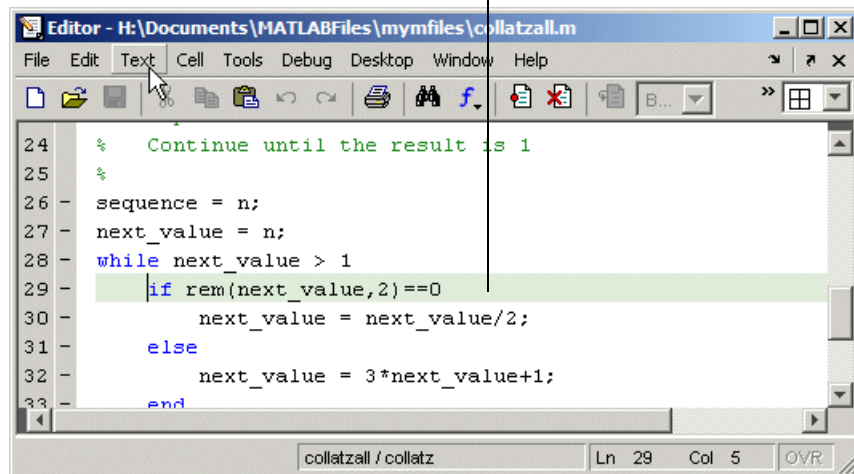 Editor - H:\Documents\MATLABFiles\mymfiles\collatzall.m
File Edit Text Cell Tools Debug Desktop Window Help
B...
24 % Continue until the result is 1
25 %
26 - sequence = n;
27 - next_value = n;
28 - while next_value > 1
29 - if rem(next_value,2)==0
30 - next_value = next_value/2;
31 - else
32 - next_value = 3*next_value+1;
33 - end
collatzall / collatz Ln 29 Col 5 OVR